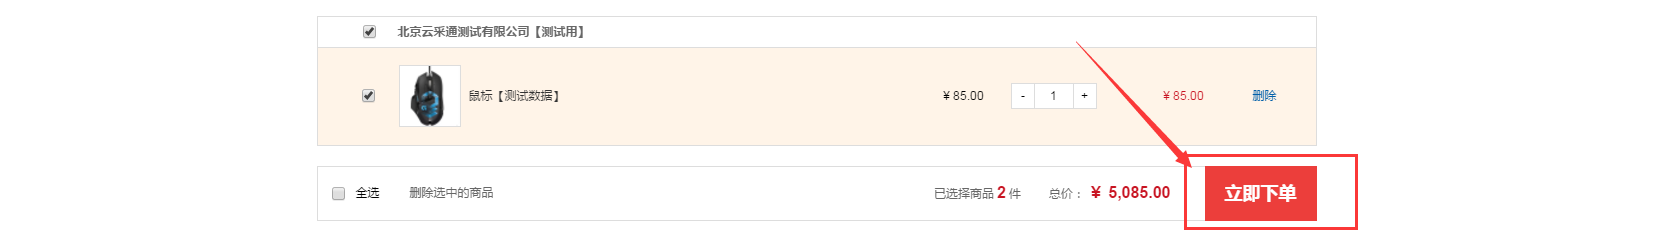 北京云采通测试有限公司【测试用】
鼠标【测试数据】 ¥ 85.00 - 1 + ¥ 85.00 删除
全选 删除选中的商品 已选择商品 2 件 总价： ¥ 5,085.00 立即下单